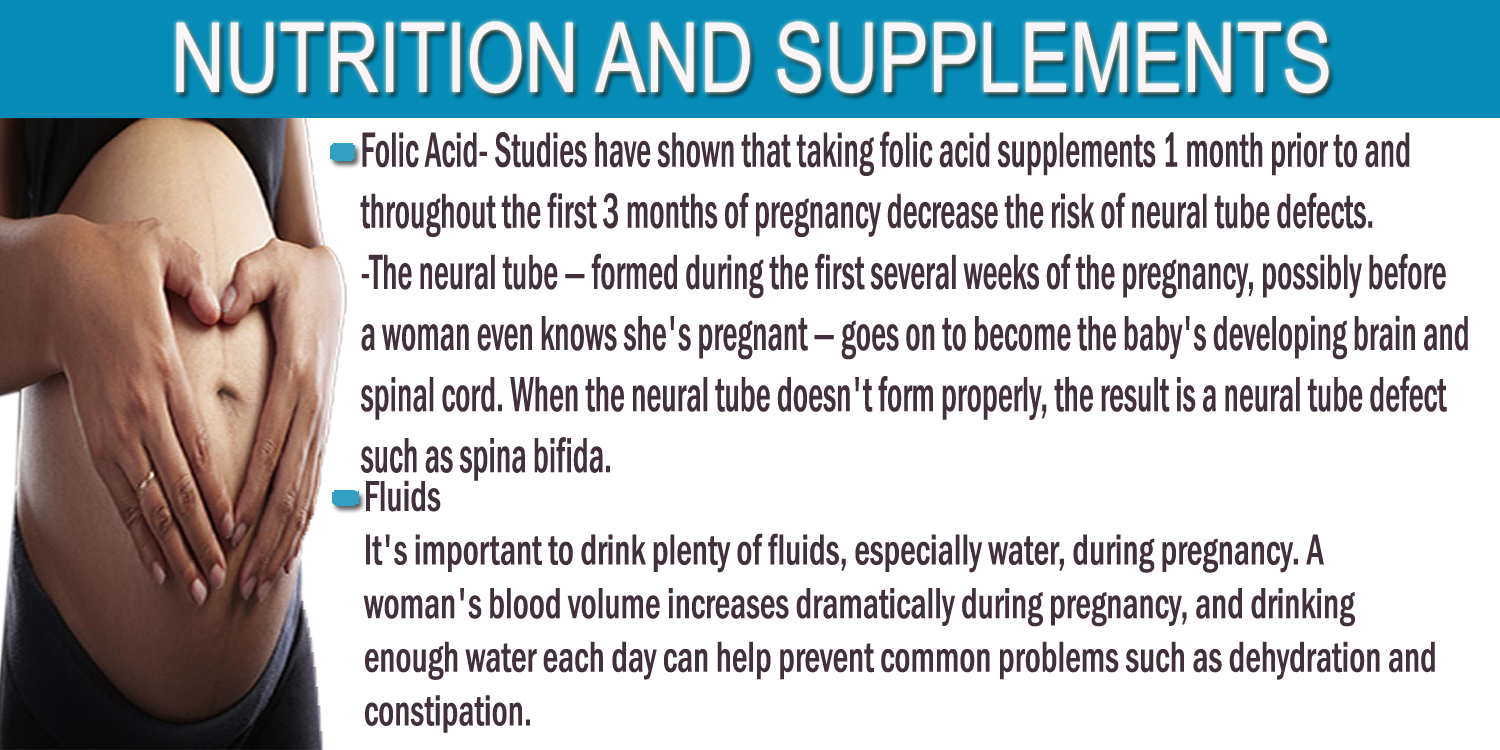 NUTRITION AND SUPPLEMENTS
Folic Acid- Studies have shown that taking folic acid supplements 1 month prior to and
throughout the first 3 months of pregnancy decrease the risk of neural tube defects.
-The neural tube – formed during the first several weeks of the pregnancy, possibly before
a woman even knows she's pregnant – goes on to become the baby's developing brain and
spinal cord. When the neural tube doesn't form properly, the result is a neural tube defect
such as spina bifida.
Fluids
It's important to drink plenty of fluids, especially water, during pregnancy. A
woman's blood volume increases dramatically during pregnancy, and drinking
enough water each day can help prevent common problems such as dehydration and
constipation.